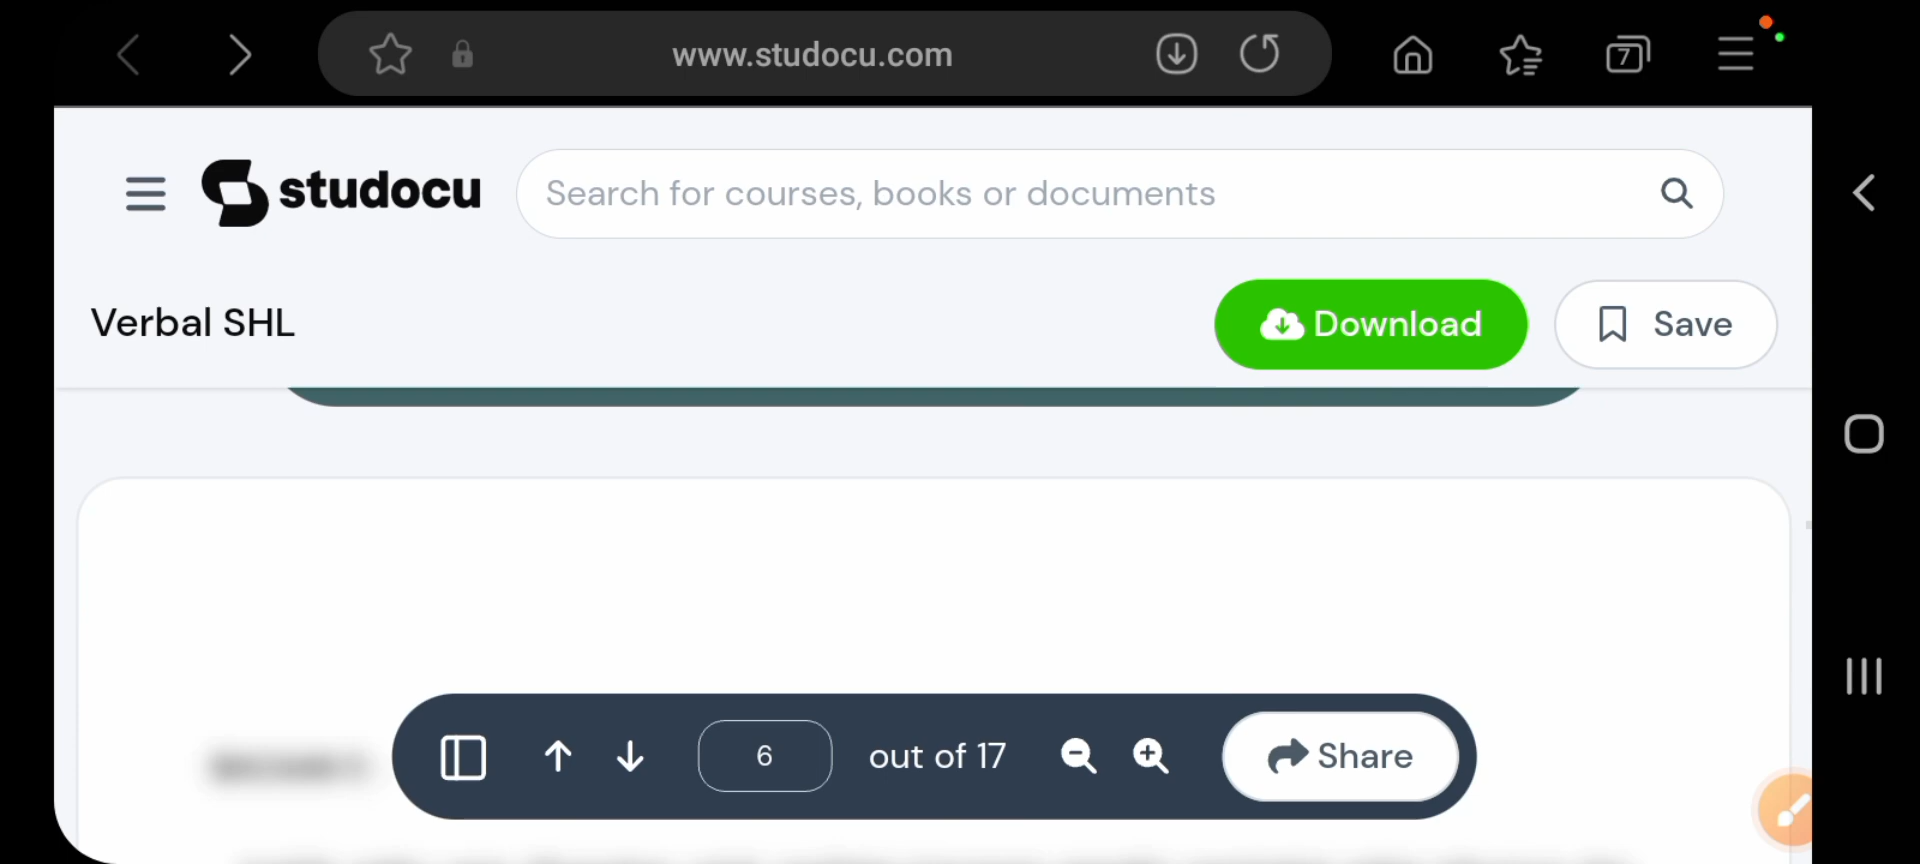 www.studocu.com
7
studocu
Search for courses, books or documents
Verbal SHL
Download
Save
6
out of 17
Share